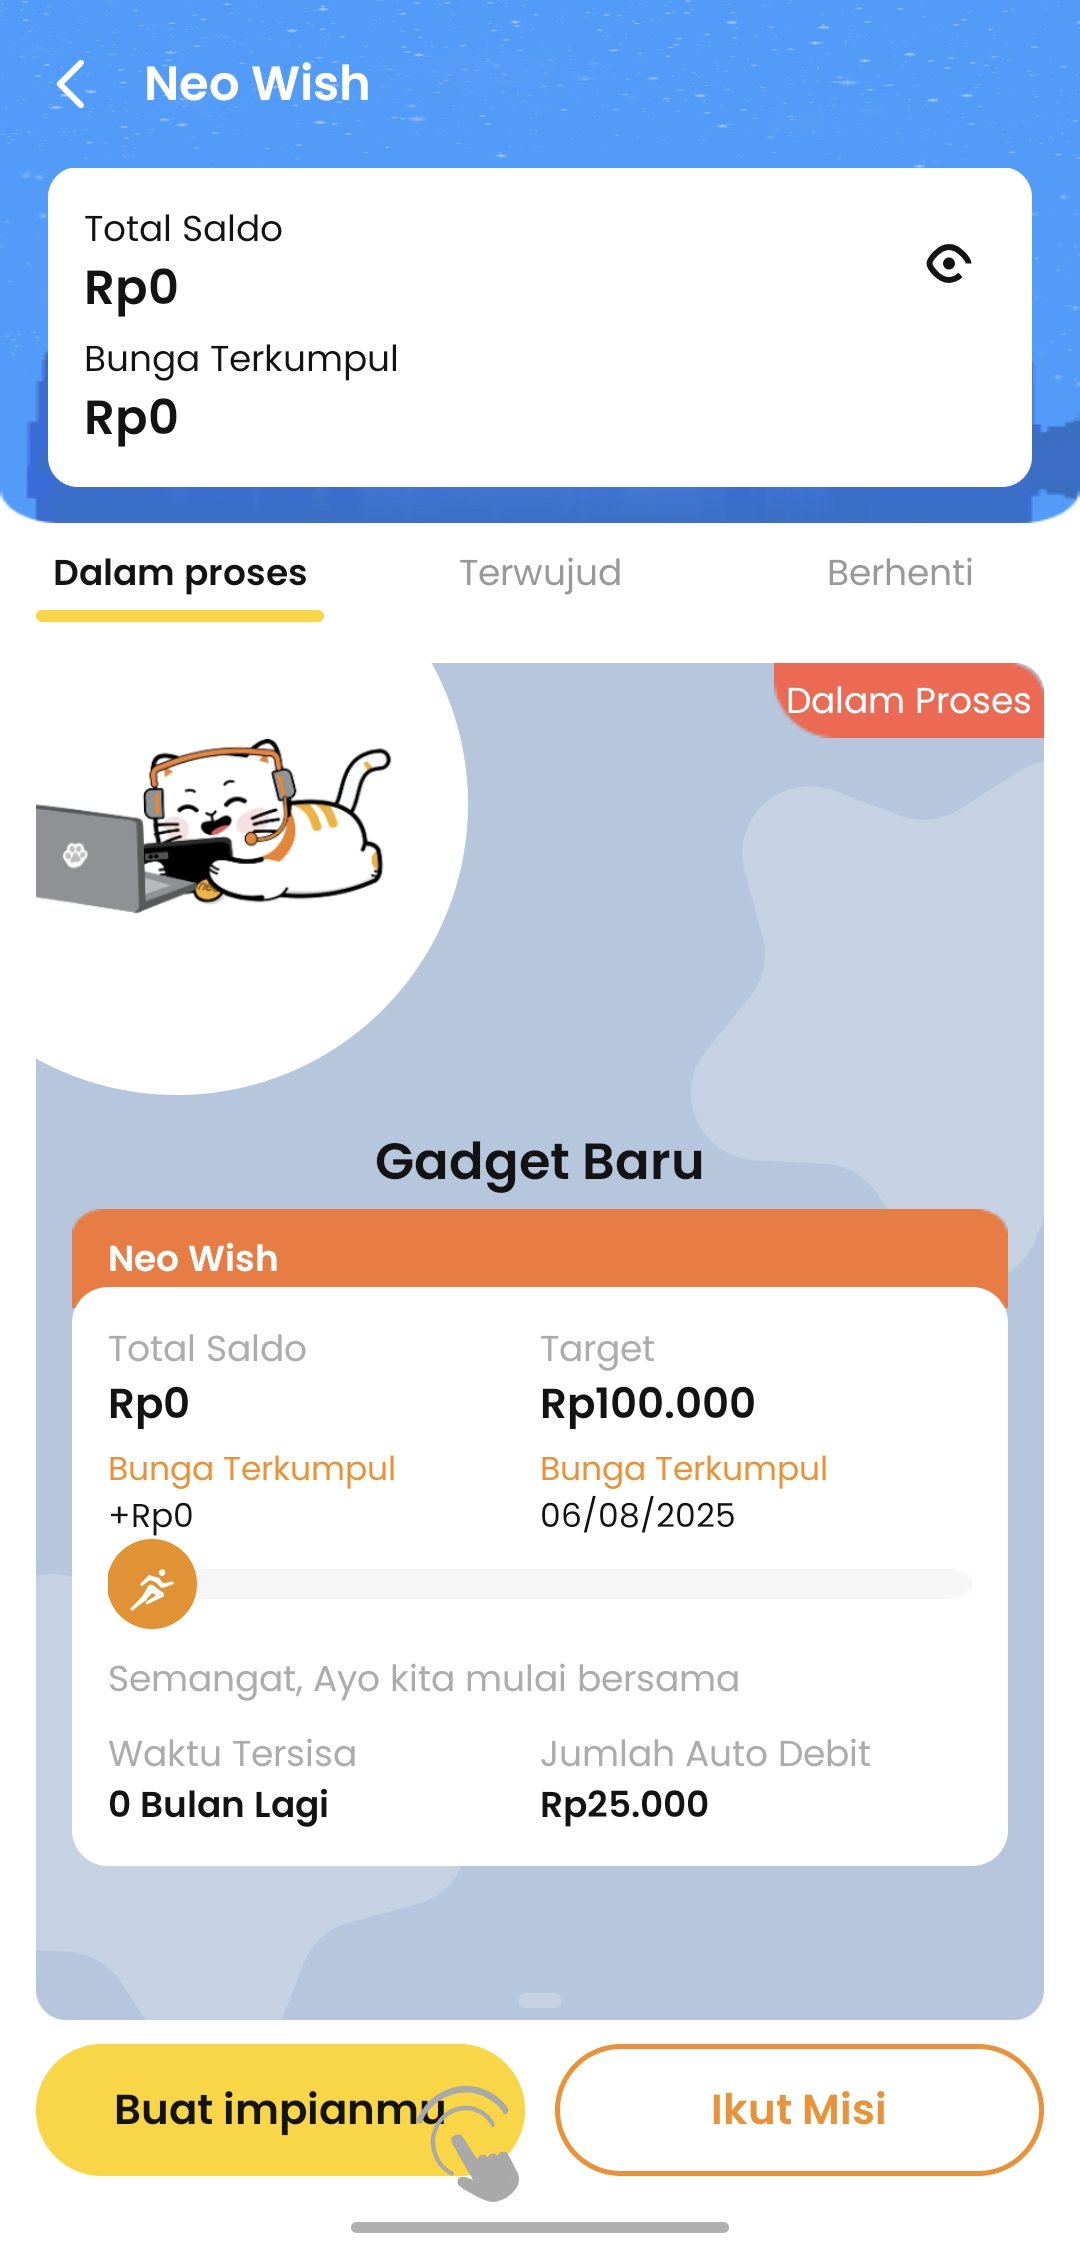 Neo Wish
Total Saldo
Rp0
Bunga Terkumpul
Rp0
Dalam proses
Terwujud
Berhenti
Dalam Proses
Gadget Baru
Neo Wish
Total Saldo
Target
Rp0
Rp100.000
Bunga Terkumpul
Bunga Terkumpul
+Rp0
06/08/2025
Semangat, Ayo kita mulai bersama
Waktu Tersisa
Jumlah Auto Debit
0 Bulan Lagi
Rp25.000
Buat impianmu
Ikut Misi